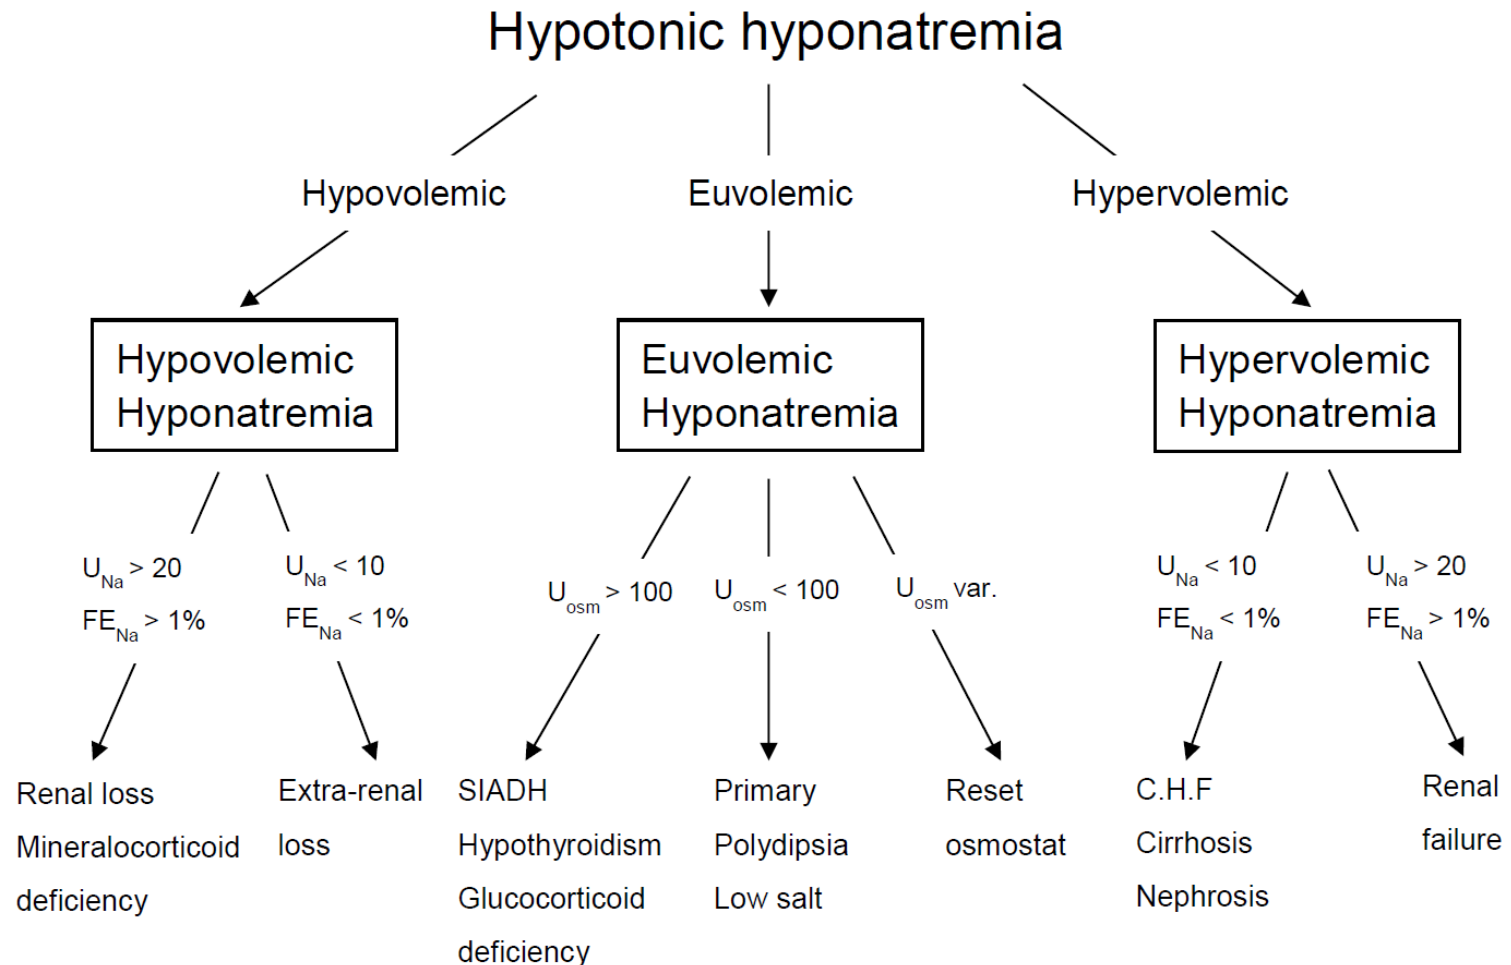 Hypotonic hyponatremia
Hypovolemic
Euvolemic
Hypervolemic
Hypovolemic
Hyponatremia
Euvolemic
Hyponatremia
Hypervolemic
Hyponatremia
UNa > 20
FENa > 1%
UNa < 10
FENa < 1%
Uosm > 100
Uosm < 100
Uosm var.
UNa < 10
FENa < 1%
UNa > 20
FENa > 1%
Renal loss
Mineralocorticoid
deficiency
Extra-renal
loss
SIADH
Hypothyroidism
Glucocorticoid
deficiency
Primary
Polydipsia
Low salt
Reset
osmostat
C.H.F
Cirrhosis
Nephrosis
Renal
failure